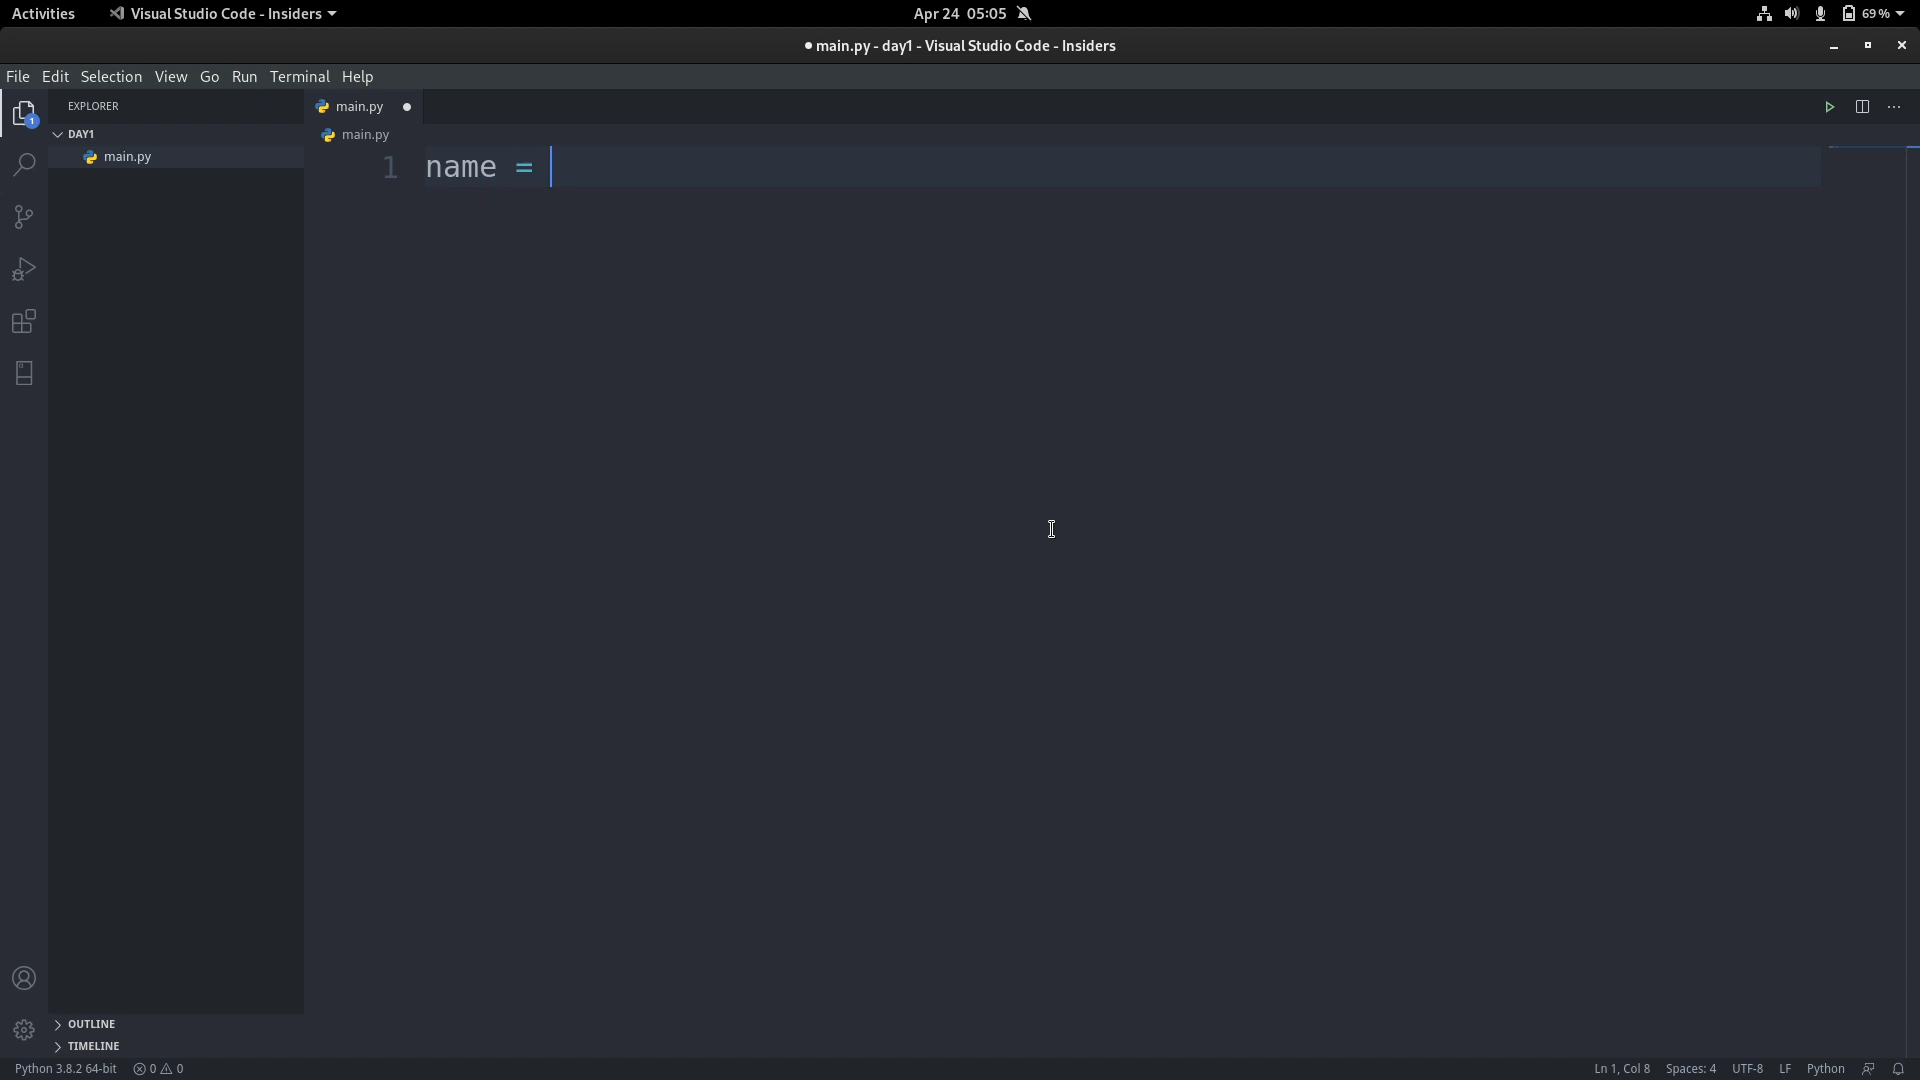 Activities Visual Studio Code - Insiders Apr 24 05:05 69 %
● main.py - day1 - Visual Studio Code - Insiders
File Edit Selection View Go Run Terminal Help
EXPLORER
main.py
1
DAY1
main.py
main.py
1 name =
OUTLINE
TIMELINE
Python 3.8.2 64-bit 0 0 Ln 1, Col 8 Spaces: 4 UTF-8 LF Python